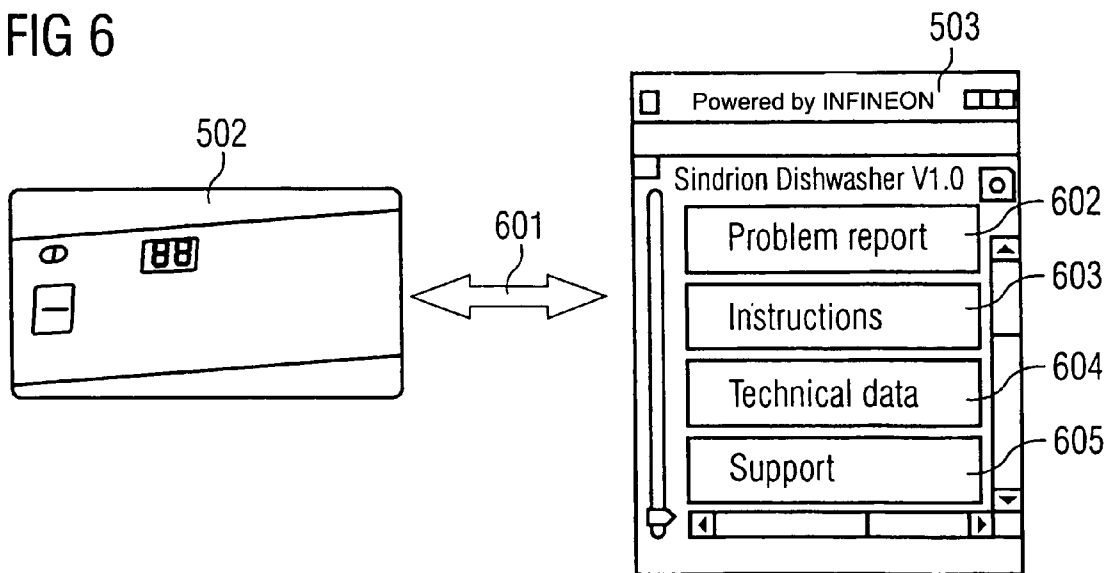 FIG 6
503
Powered by INFINEON
502
Sindrion Dishwasher V1.0
88
601
602
Problem report
603
Instructions
604
Technical data
605
Support